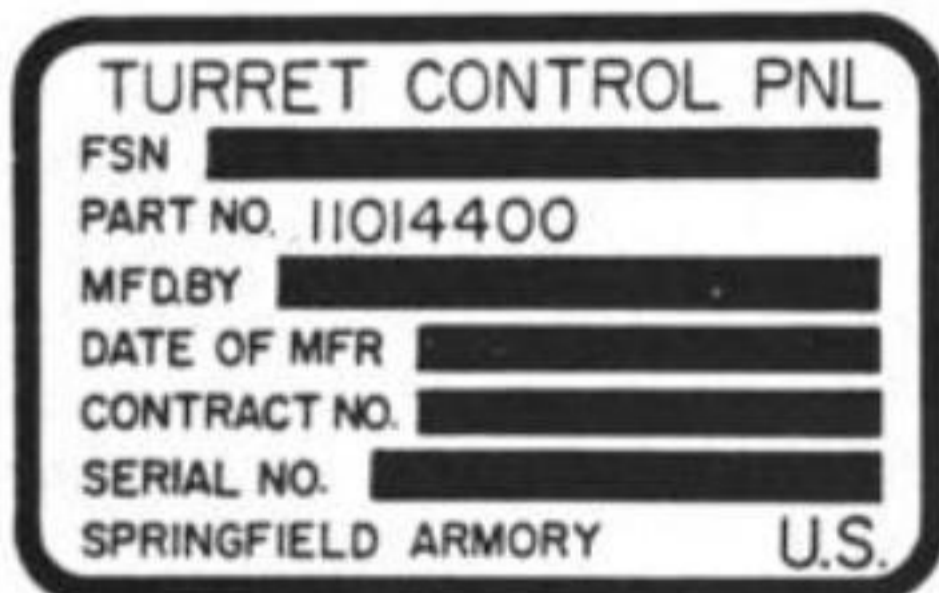 TURRET CONTROL PNL
FSN
PART NO. 11014400
MFD.BY
DATE OF MFR
CONTRACT NO.
SERIAL NO.
SPRINGFIELD ARMORY U.S.